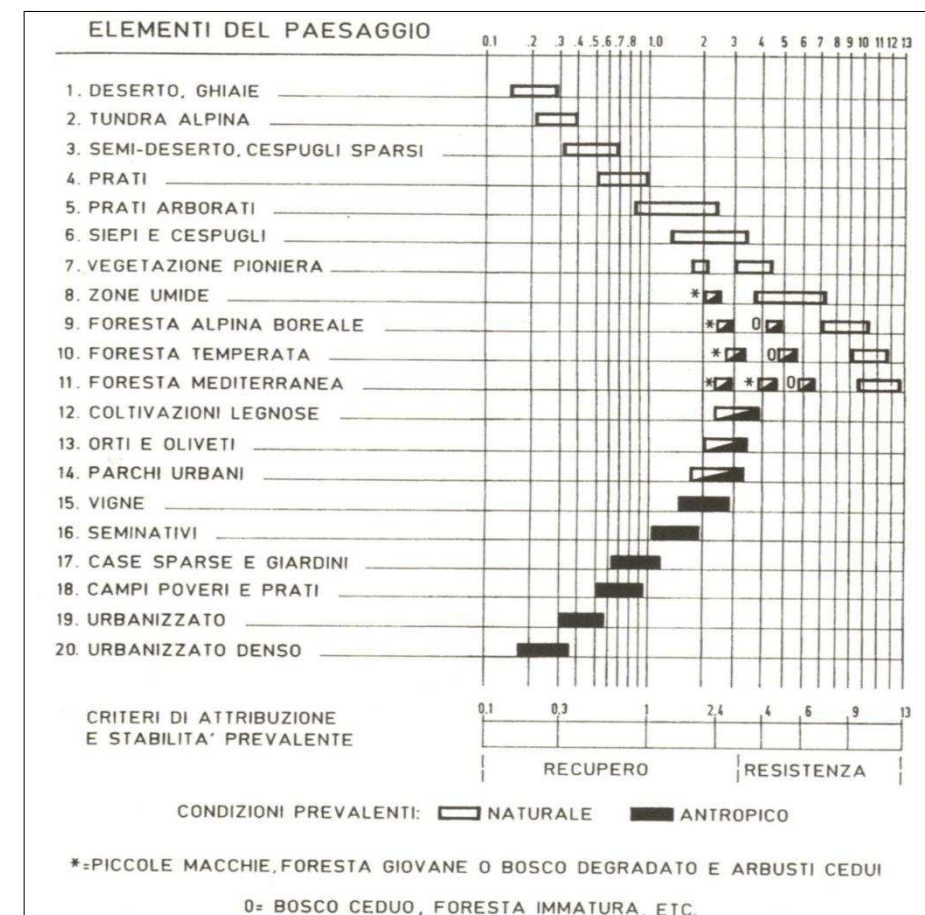 ELEMENTI DEL PAESAGGIO
0.1 .2 .3 .4 .5 .6 .7 .8 1.0 2 3 4 5 6 7 8 9 10 11 12 13
1. DESERTO, GHIAIE
2. TUNDRA ALPINA
3. SEMI-DESERTO, CESPUGLI SPARSI
4. PRATI
5. PRATI ARBORATI
6. SIEPI E CESPUGLI
7. VEGETAZIONE PIONIERA
8. ZONE UMIDE *
9. FORESTA ALPINA BOREALE * 0
10. FORESTA TEMPERATA * 0
11. FORESTA MEDITERRANEA * * 0
12. COLTIVAZIONI LEGNOSE
13. ORTI E OLIVETI
14. PARCHI URBANI
15. VIGNE
16. SEMINATIVI
17. CASE SPARSE E GIARDINI
18. CAMPI POVERI E PRATI
19. URBANIZZATO
20. URBANIZZATO DENSO
0.1 0.3 1 2,4 4 6 9 13
CRITERI DI ATTRIBUZIONE
E STABILITA' PREVALENTE
RECUPERO RESISTENZA
CONDIZIONI PREVALENTI: NATURALE ANTROPICO
*=PICCOLE MACCHIE, FORESTA GIOVANE O BOSCO DEGRADATO E ARBUSTI CEDUI
0= BOSCO CEDUO, FORESTA IMMATURA, ETC.